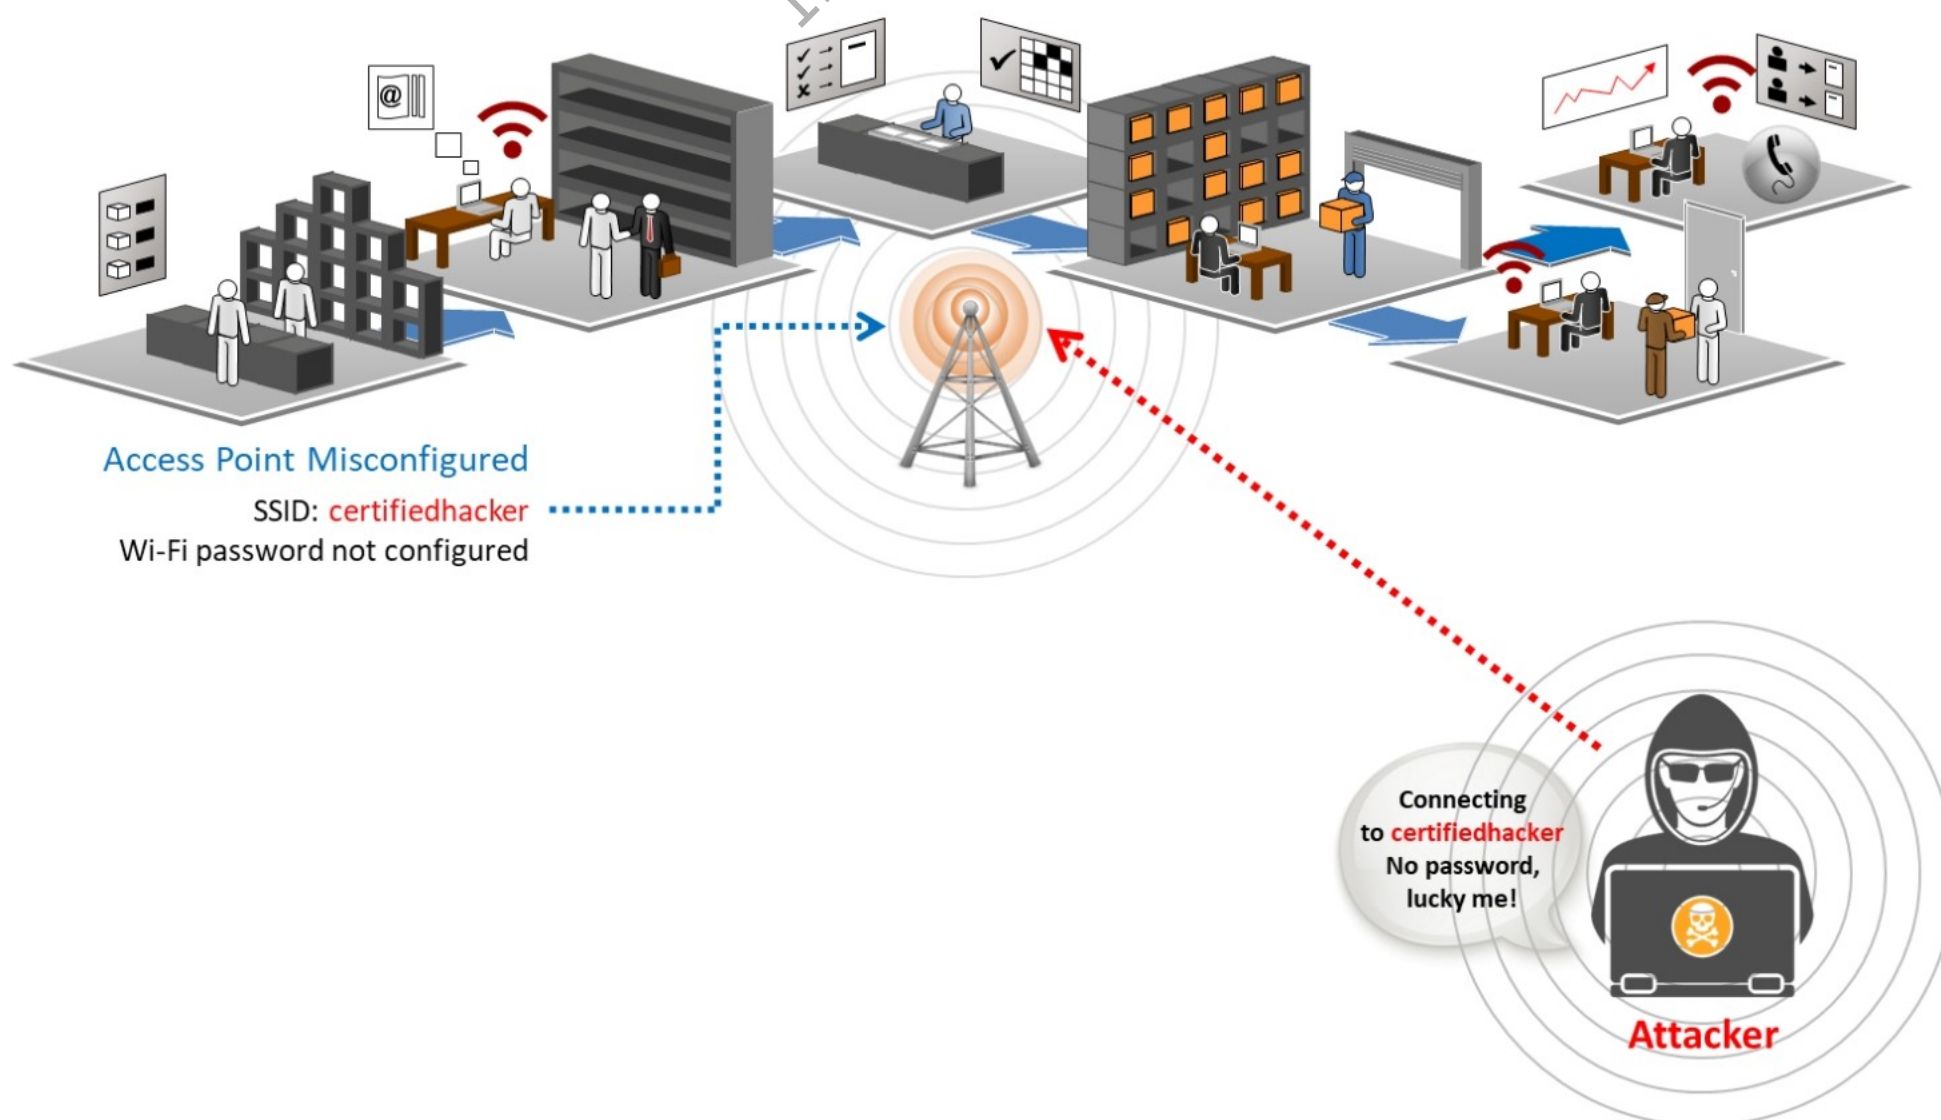 @
Access Point Misconfigured
SSID: certifiedhacker
Wi-Fi password not configured
Connecting
to certifiedhacker
No password,
lucky me!
Attacker